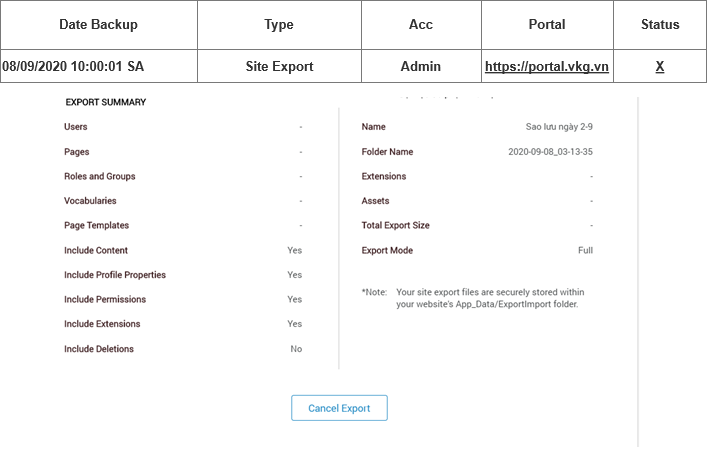 Date Backup Type Acc Portal Status
08/09/2020 10:00:01 SA Site Export Admin https://portal.vkg.vn X
EXPORT SUMMARY
Users -
Pages -
Roles and Groups -
Vocabularies -
Page Templates -
Include Content Yes
Include Profile Properties Yes
Include Permissions Yes
Include Extensions Yes
Include Deletions No
Name Sao lưu ngày 2-9
Folder Name 2020-09-08_03-13-35
Extensions -
Assets -
Total Export Size -
Export Mode Full
*Note: Your site export files are securely stored within
your website's App_Data/ExportImport folder.
Cancel Export